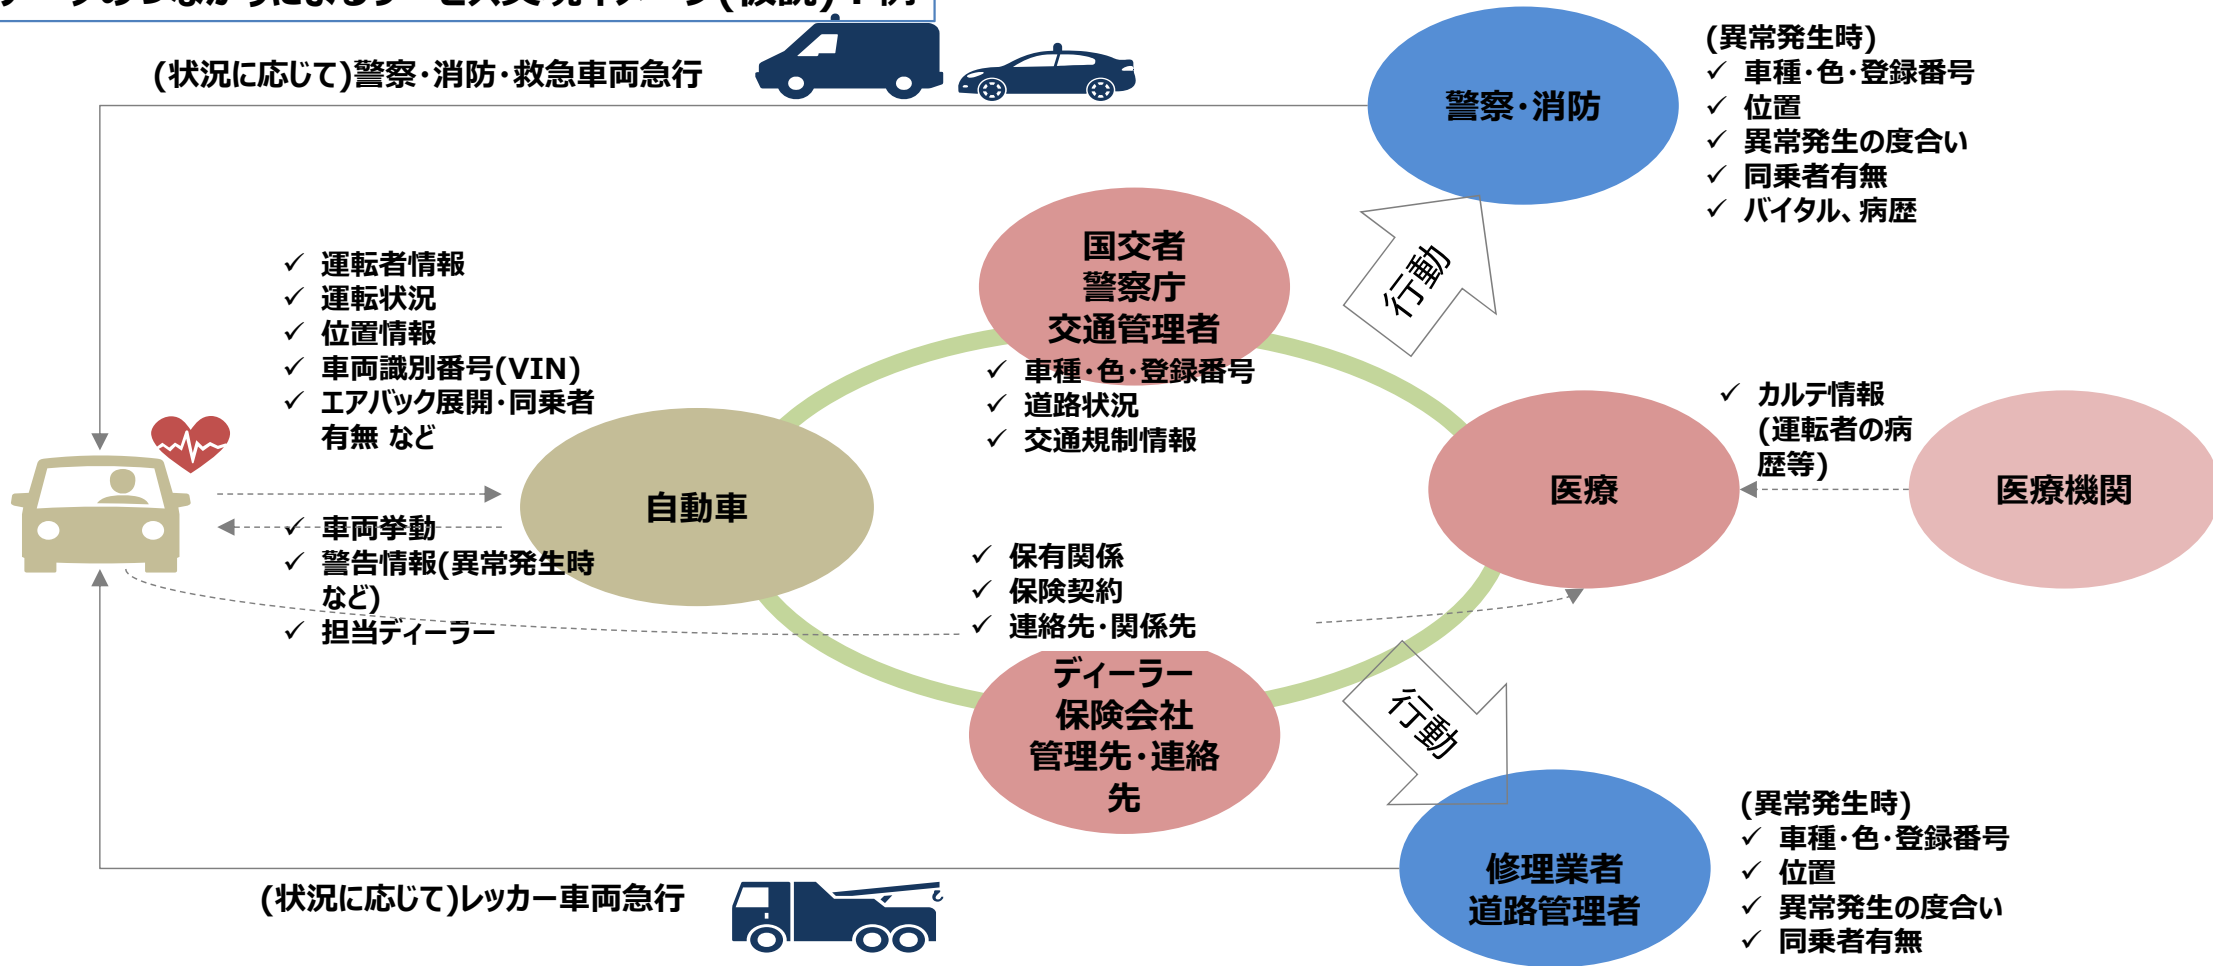 (状況に応じて)警察・消防・救急車両急行
警察・消防
(異常発生時)
✓ 車種・色・登録番号
✓ 位置
✓ 異常発生の度合い
✓ 同乗者有無
✓ バイタル、病歴
✓ 運転者情報
✓ 運転状況
✓ 位置情報
✓ 車両識別番号(VIN)
✓ エアバック展開・同乗者
有無 など
国交者
警察庁
交通管理者
✓ 車種・色・登録番号
✓ 道路状況
✓ 交通規制情報
行動
✓ カルテ情報
(運転者の病
歴等)
自動車
医療
医療機関
✓ 車両挙動
✓ 警告情報(異常発生時
など)
✓ 担当ディーラー
✓ 保有関係
✓ 保険契約
✓ 連絡先・関係先
ディーラー
保険会社
管理先・連絡
先
行動
修理業者
道路管理者
(異常発生時)
✓ 車種・色・登録番号
✓ 位置
✓ 異常発生の度合い
✓ 同乗者有無
(状況に応じて)レッカー車両急行